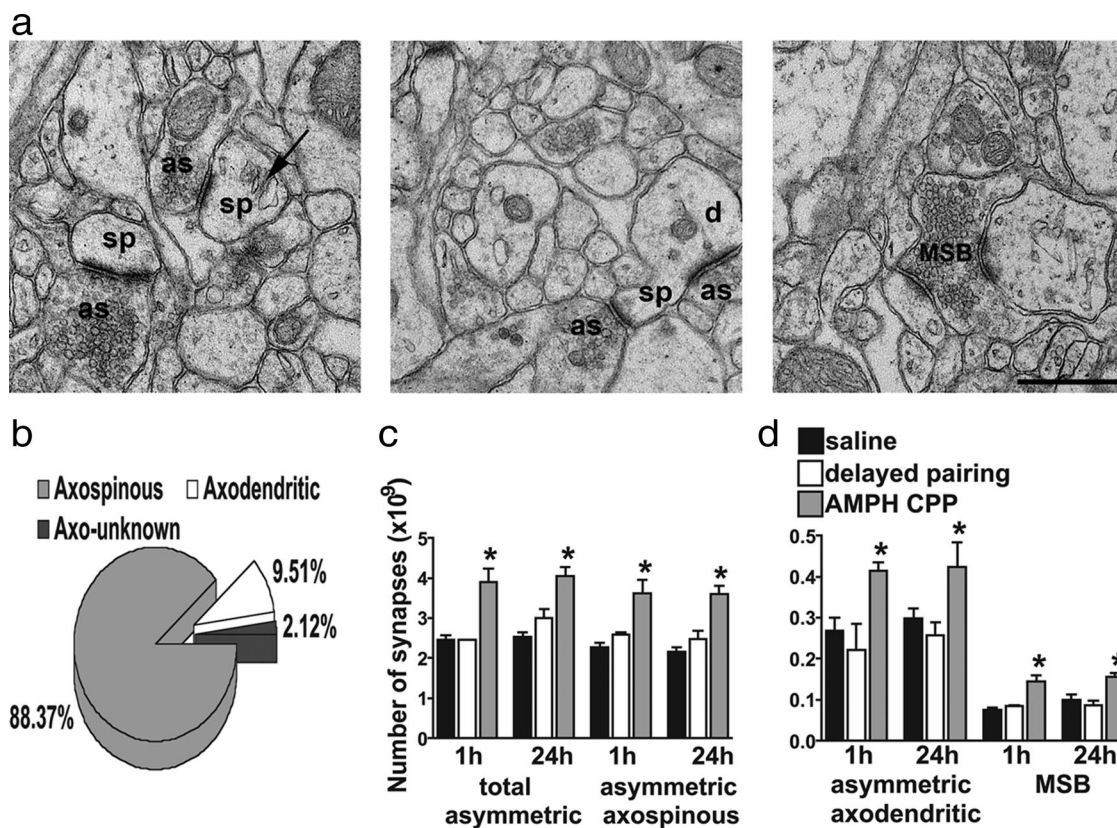 a
as
sp
sp
as
d
sp
as
as
MSB
b
Axospinous Axodendritic
Axo-unknown
9.51%
2.12%
88.37%
c
Number of synapses (x10⁹)
5
4
3
2
1
0
* * * *
1h 24h 1h 24h
total asymmetric
asymmetric axospinous
d
saline
delayed pairing
AMPH CPP
0.5
0.4
0.3
0.2
0.1
0.0
* * * *
1h 24h 1h 24h
asymmetric axodendritic
MSB